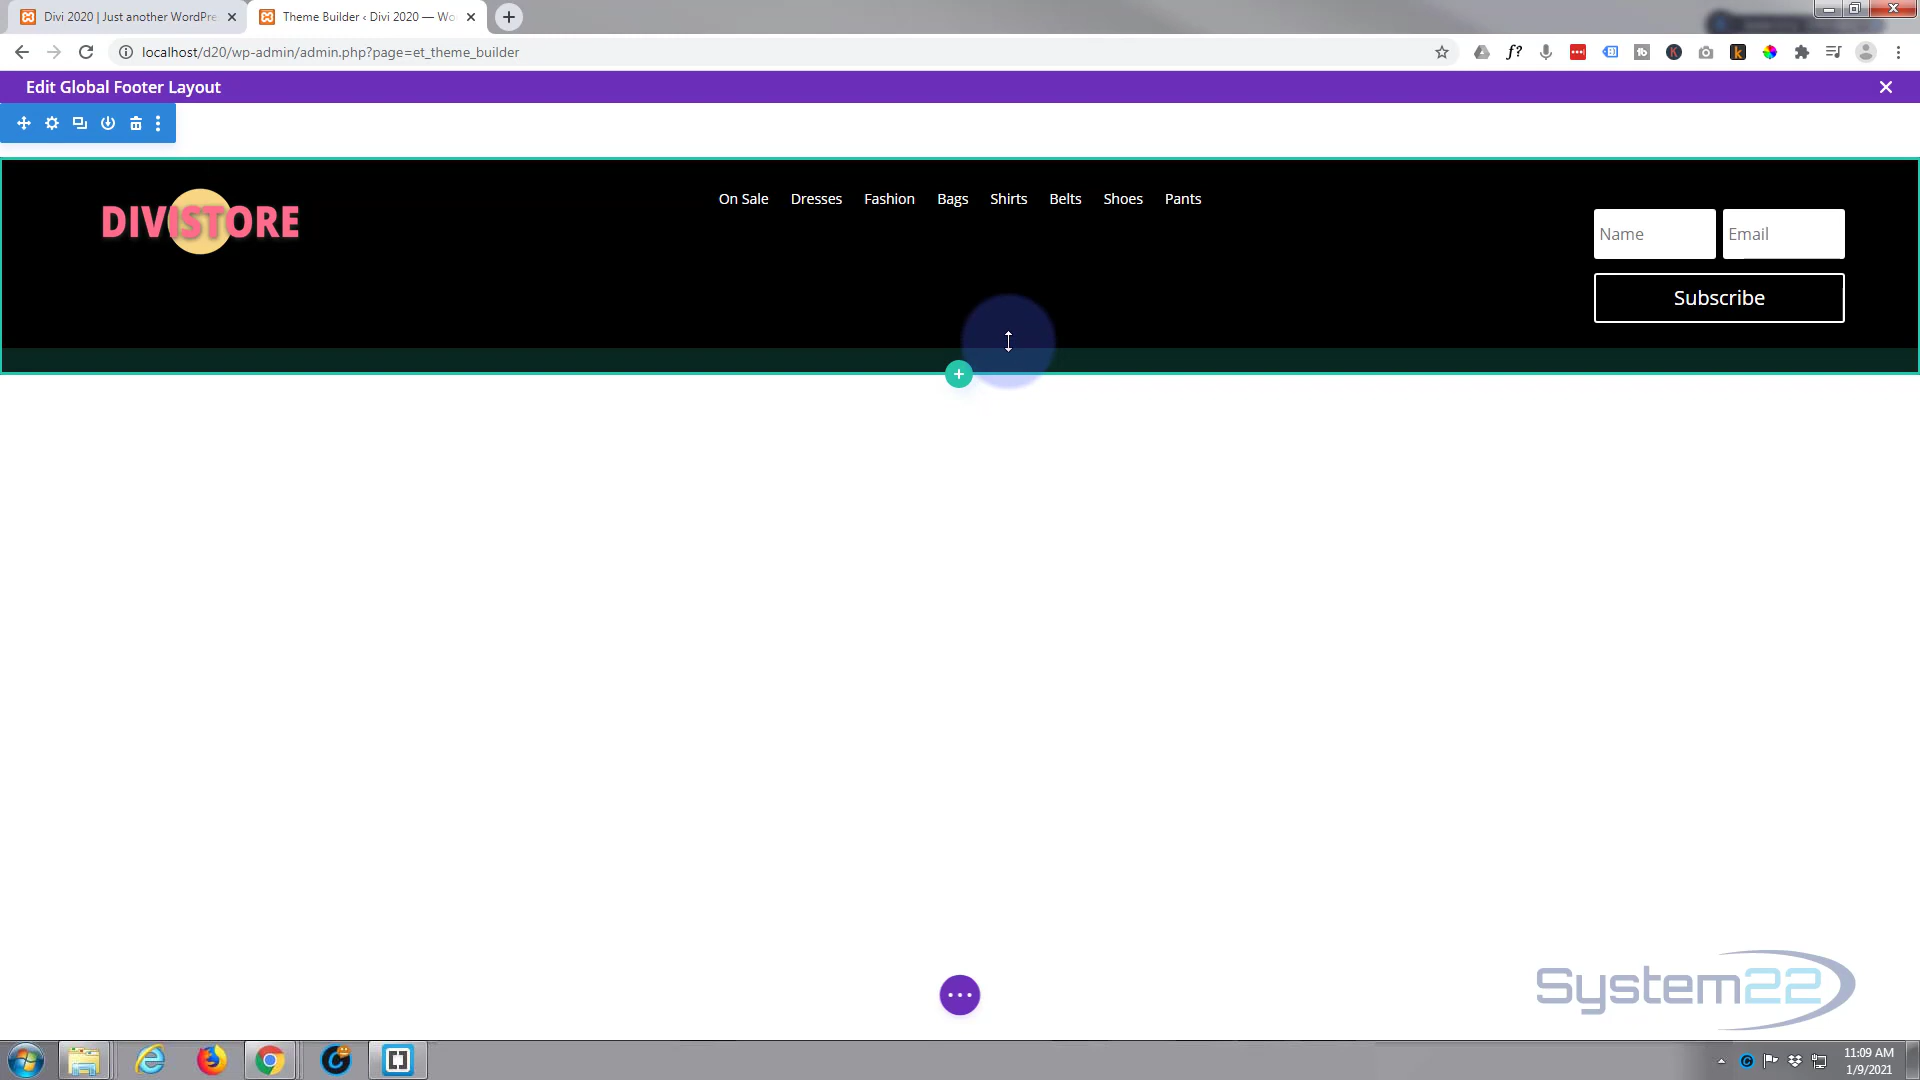 Divi 2020 | Just another WordPre
Theme Builder ‹ Divi 2020 — Wo
localhost/d20/wp-admin/admin.php?page=et_theme_builder
f?
Edit Global Footer Layout
DIVISTORE
On Sale Dresses Fashion Bags Shirts Belts Shoes Pants
Name Email
Subscribe
System22
11:09 AM
1/9/2021